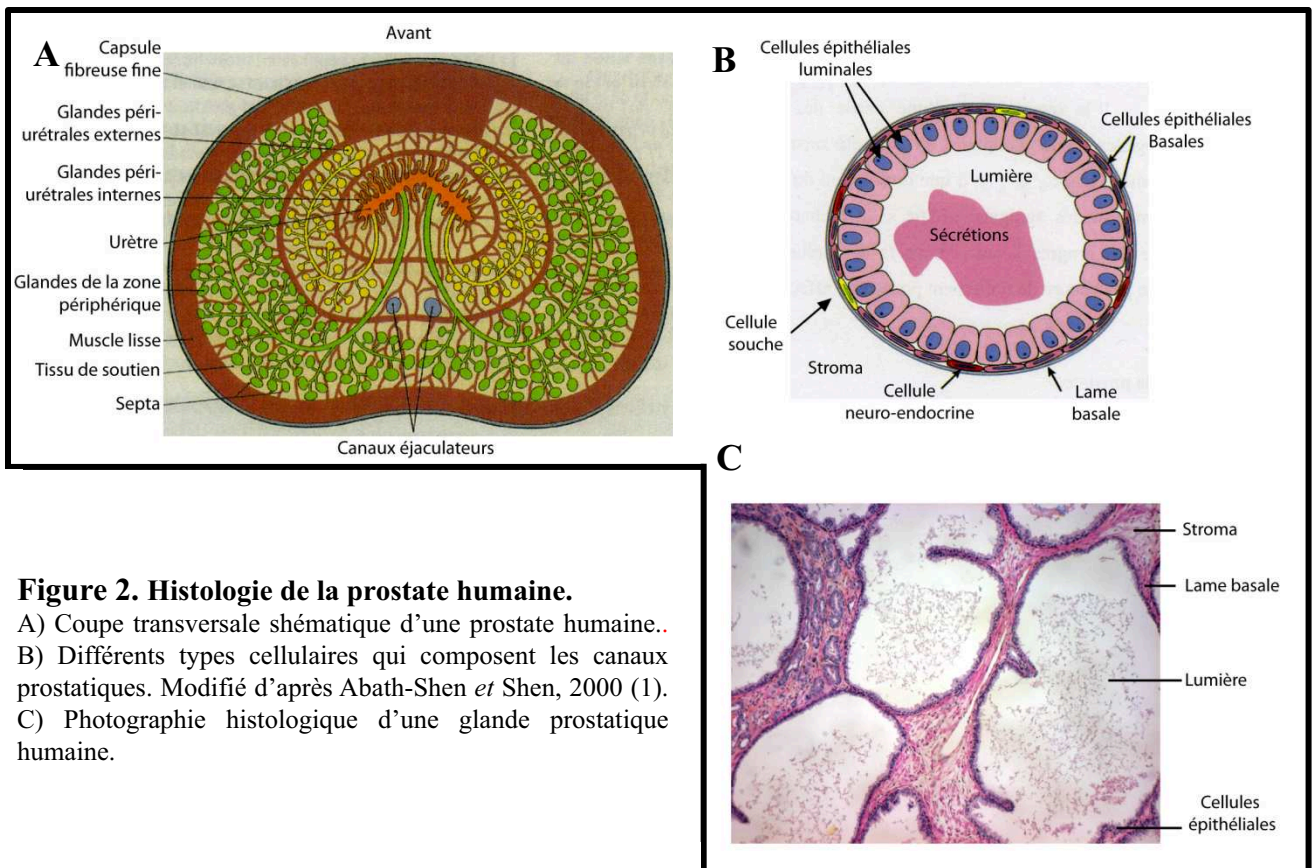 A
Avant
Capsule
fibreuse fine
Glandes péri-
urétrales externes
Glandes péri-
urétrales internes
Urètre
Glandes de la zone
périphérique
Muscle lisse
Tissu de soutien
Septa
Canaux éjaculateurs
B
Cellules épithéliales
luminales
Cellules épithéliales
Basales
Lumière
Sécrétions
Cellule
souche
Stroma
Cellule
neuro-endocrine
Lame
basale
C
Stroma
Lame basale
Lumière
Cellules
épithéliales
Figure 2. Histologie de la prostate humaine.
A) Coupe transversale shématique d’une prostate humaine..
B) Différents types cellulaires qui composent les canaux
prostatiques. Modifié d’après Abath-Shen et Shen, 2000 (1).
C) Photographie histologique d’une glande prostatique
humaine.